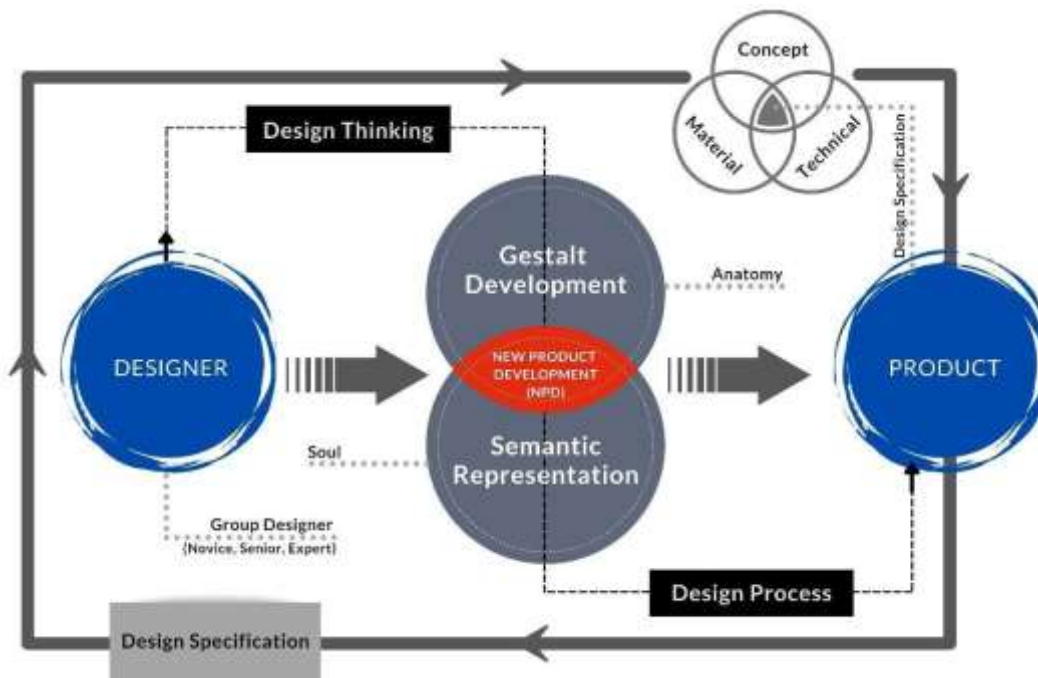 Concept
Material
Technical
Design Specification
Design Thinking
Gestalt
Development
Anatomy
DESIGNER
NEW PRODUCT
DEVELOPMENT
(NPD)
PRODUCT
Soul
Semantic
Representation
Group Designer
(Novice, Senior, Expert)
Design Process
Design Specification